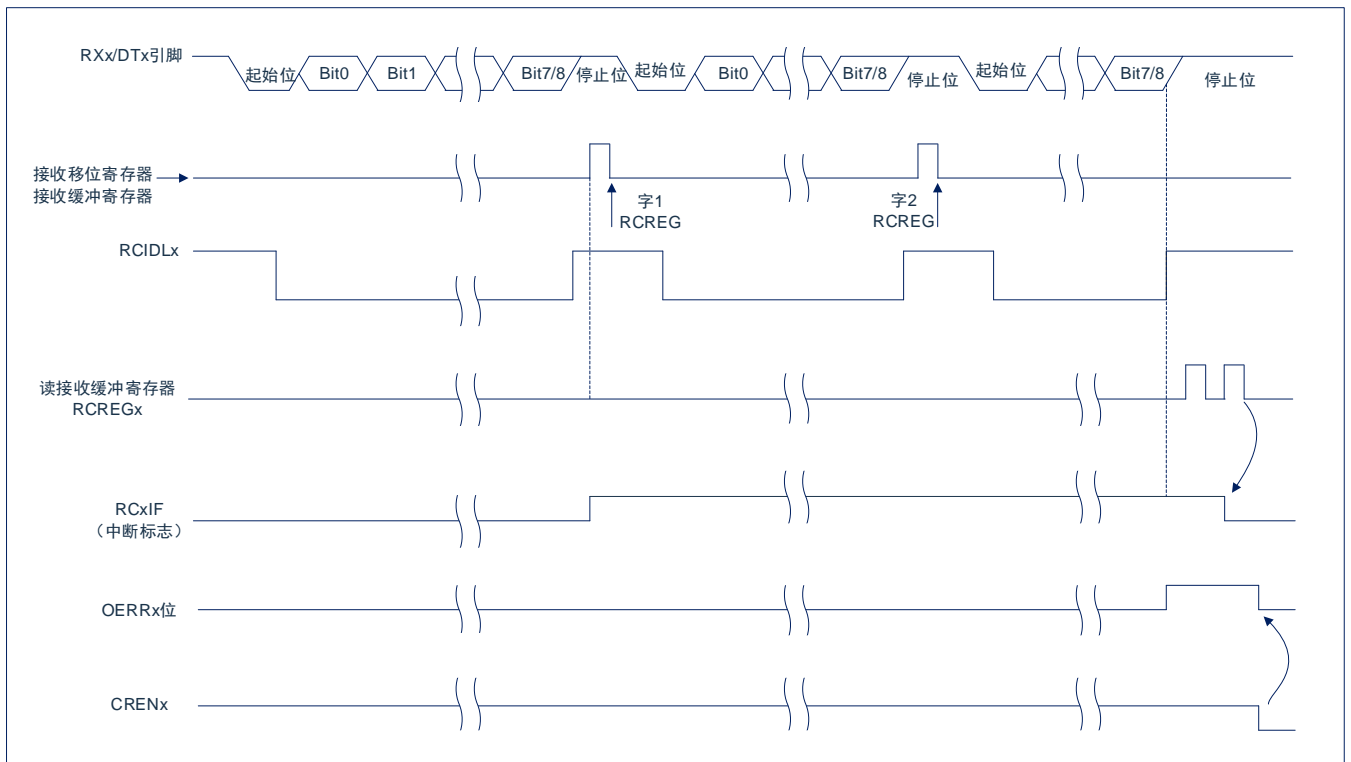 RXx/DTx引脚
起始位 Bit0 Bit1 Bit7/8 停止位 起始位 Bit0 Bit7/8 停止位 起始位 Bit7/8 停止位
接收移位寄存器
接收缓冲寄存器
字1
RCREG
字2
RCREG
RCIDLx
读接收缓冲寄存器
RCREGx
RCxIF
（中断标志）
OERRx位
CRENx